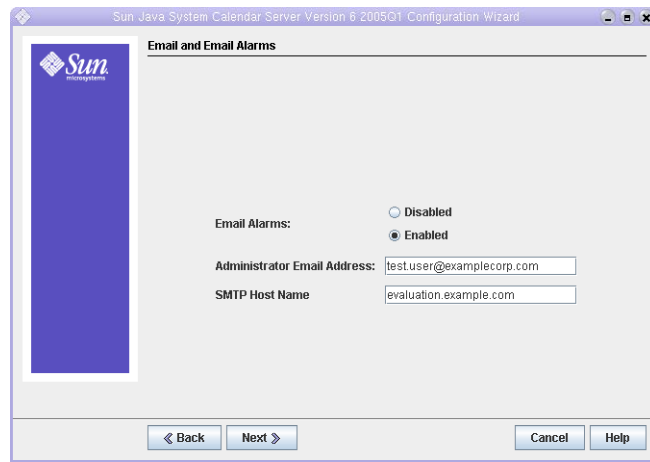 Sun Java System Calendar Server Version 6 2005Q1 Configuration Wizard
Sun
microsystems
Email and Email Alarms
Email Alarms:
Disabled
Enabled
Administrator Email Address: test.user@examplecorp.com
SMTP Host Name evaluation.example.com
Back Next Cancel Help